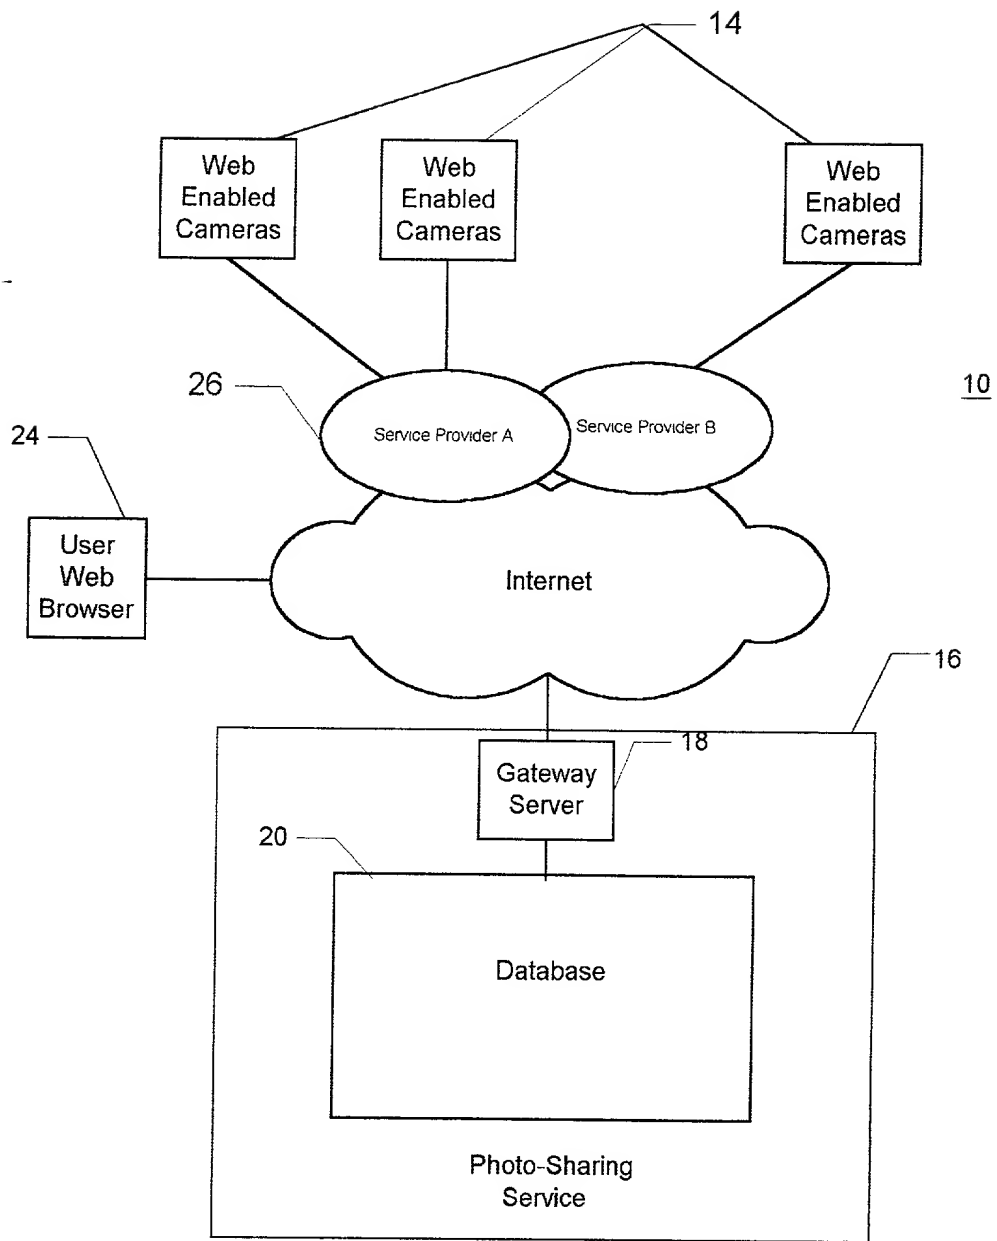 14
Web
Enabled
Cameras
Web
Enabled
Cameras
Web
Enabled
Cameras
26
10
Service Provider A
Service Provider B
24
User
Web
Browser
Internet
16
18
Gateway
Server
20
Database
Photo-Sharing
Service